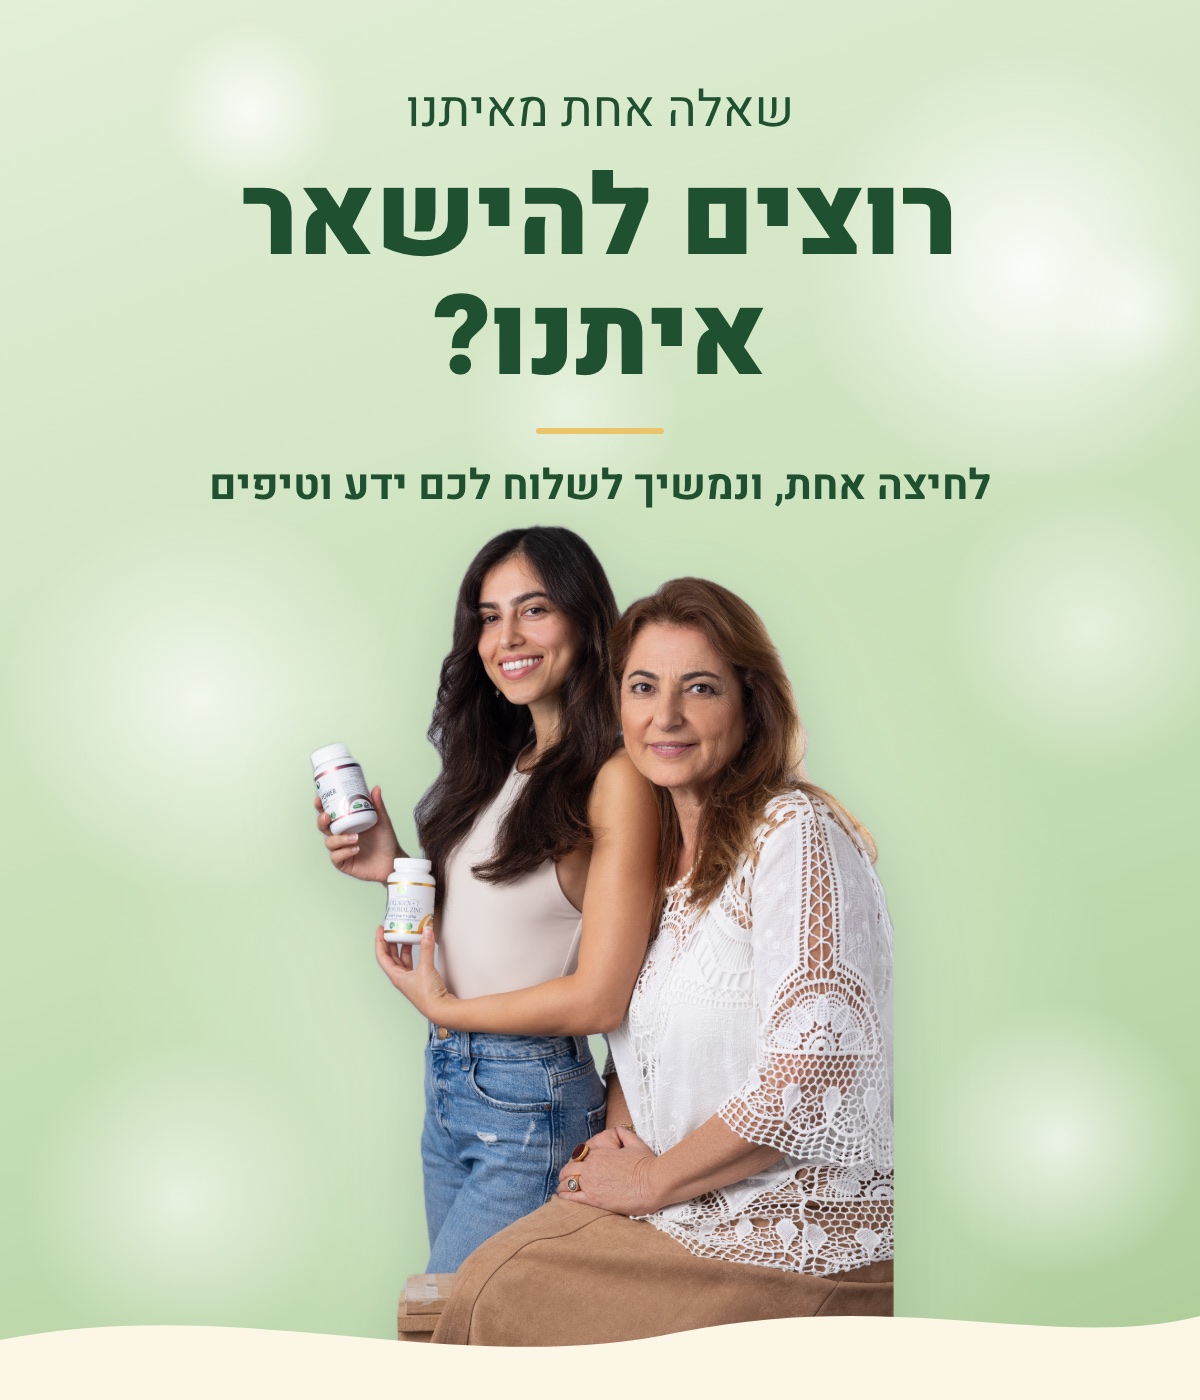 שאלה אחת מאיתנו
רוצים להישאר
איתנו?
לחיצה אחת, ונמשיך לשלוח לכם ידע וטיפים